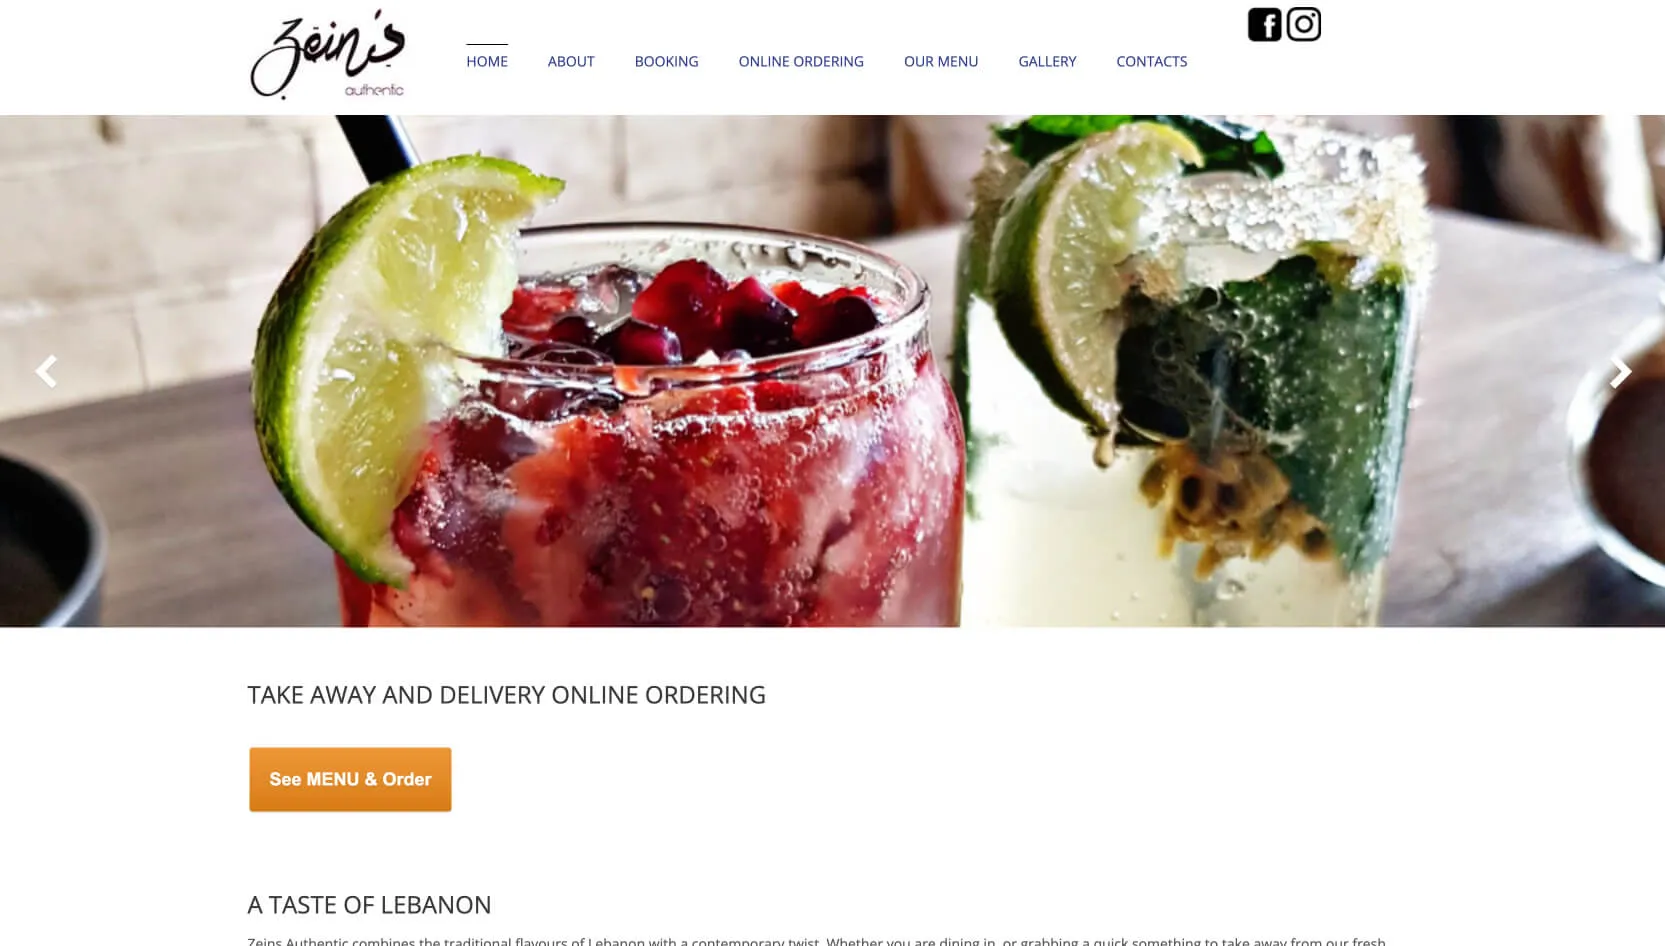 Zein's
authentic
HOME
ABOUT
BOOKING
ONLINE ORDERING
OUR MENU
GALLERY
CONTACTS
TAKE AWAY AND DELIVERY ONLINE ORDERING
See MENU & Order
A TASTE OF LEBANON
Zeins Authentic combines the traditional flavours of Lebanon with a contemporary twist. Whether you are dining in, or grabbing a quick something to take away from our fresh